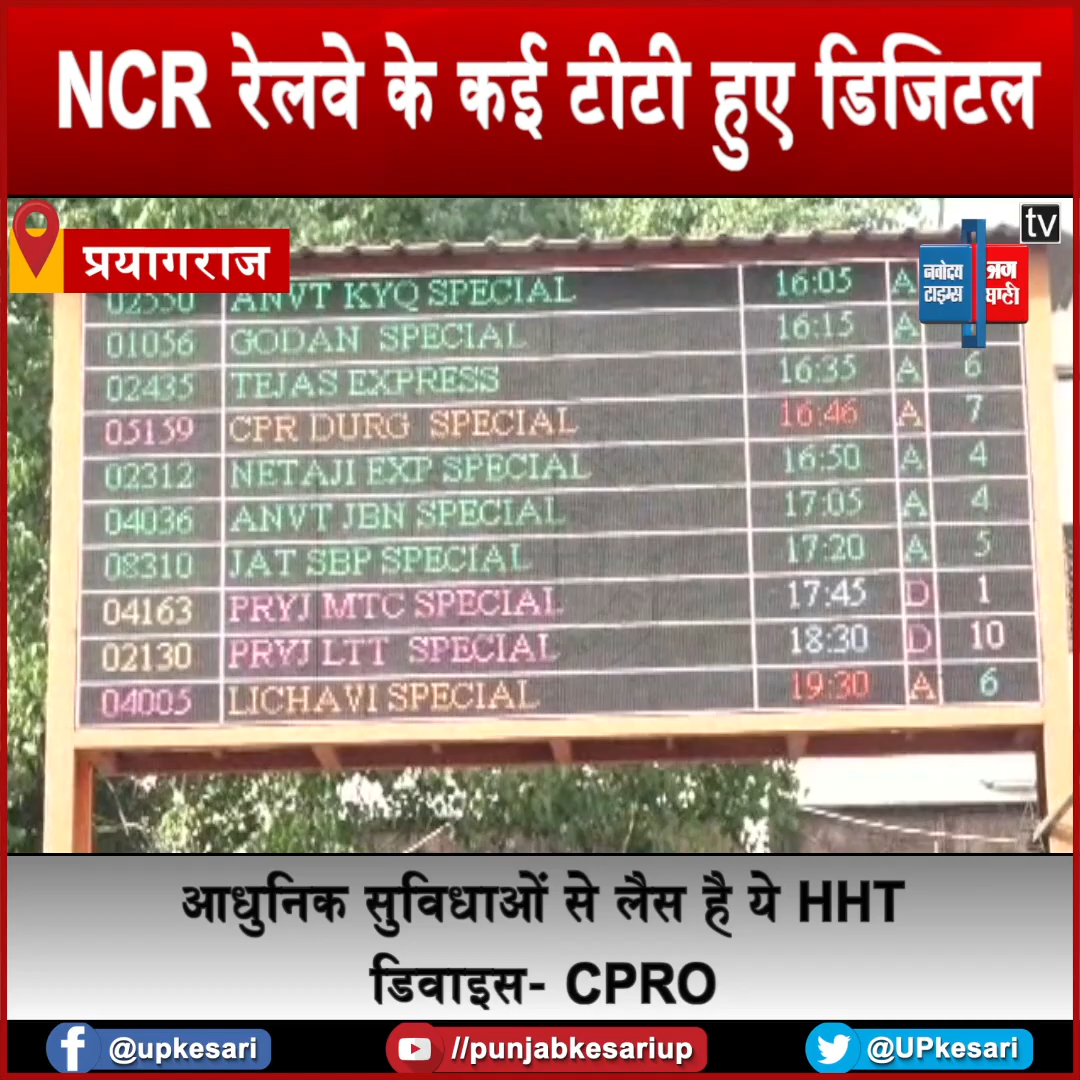 NCR रेलवे के कई टीटी हुए डिजिटल
tv
प्रयागराज
नवोदय टाइम्स
जग बाणी
02550 ANVT KYQ SPECIAL 16:05 A
01056 GODAN SPECIAL 16:15 A
02435 TEJAS EXPRESS 16:35 A 6
05159 CPR DURG SPECIAL 16:46 A 7
02312 NETAJI EXP SPECIAL 16:50 A 4
04036 ANVT JBN SPECIAL 17:05 A 4
08310 JAT SBP SPECIAL 17:20 A 5
04163 PRYJ MTC SPECIAL 17:45 D 1
02130 PRYJ LTT SPECIAL 18:30 D 10
04005 LICHAVI SPECIAL 19:30 A 6
आधुनिक सुविधाओं से लैस है ये HHT
डिवाइस- CPRO
@upkesari //punjabkesariup @UPkesari